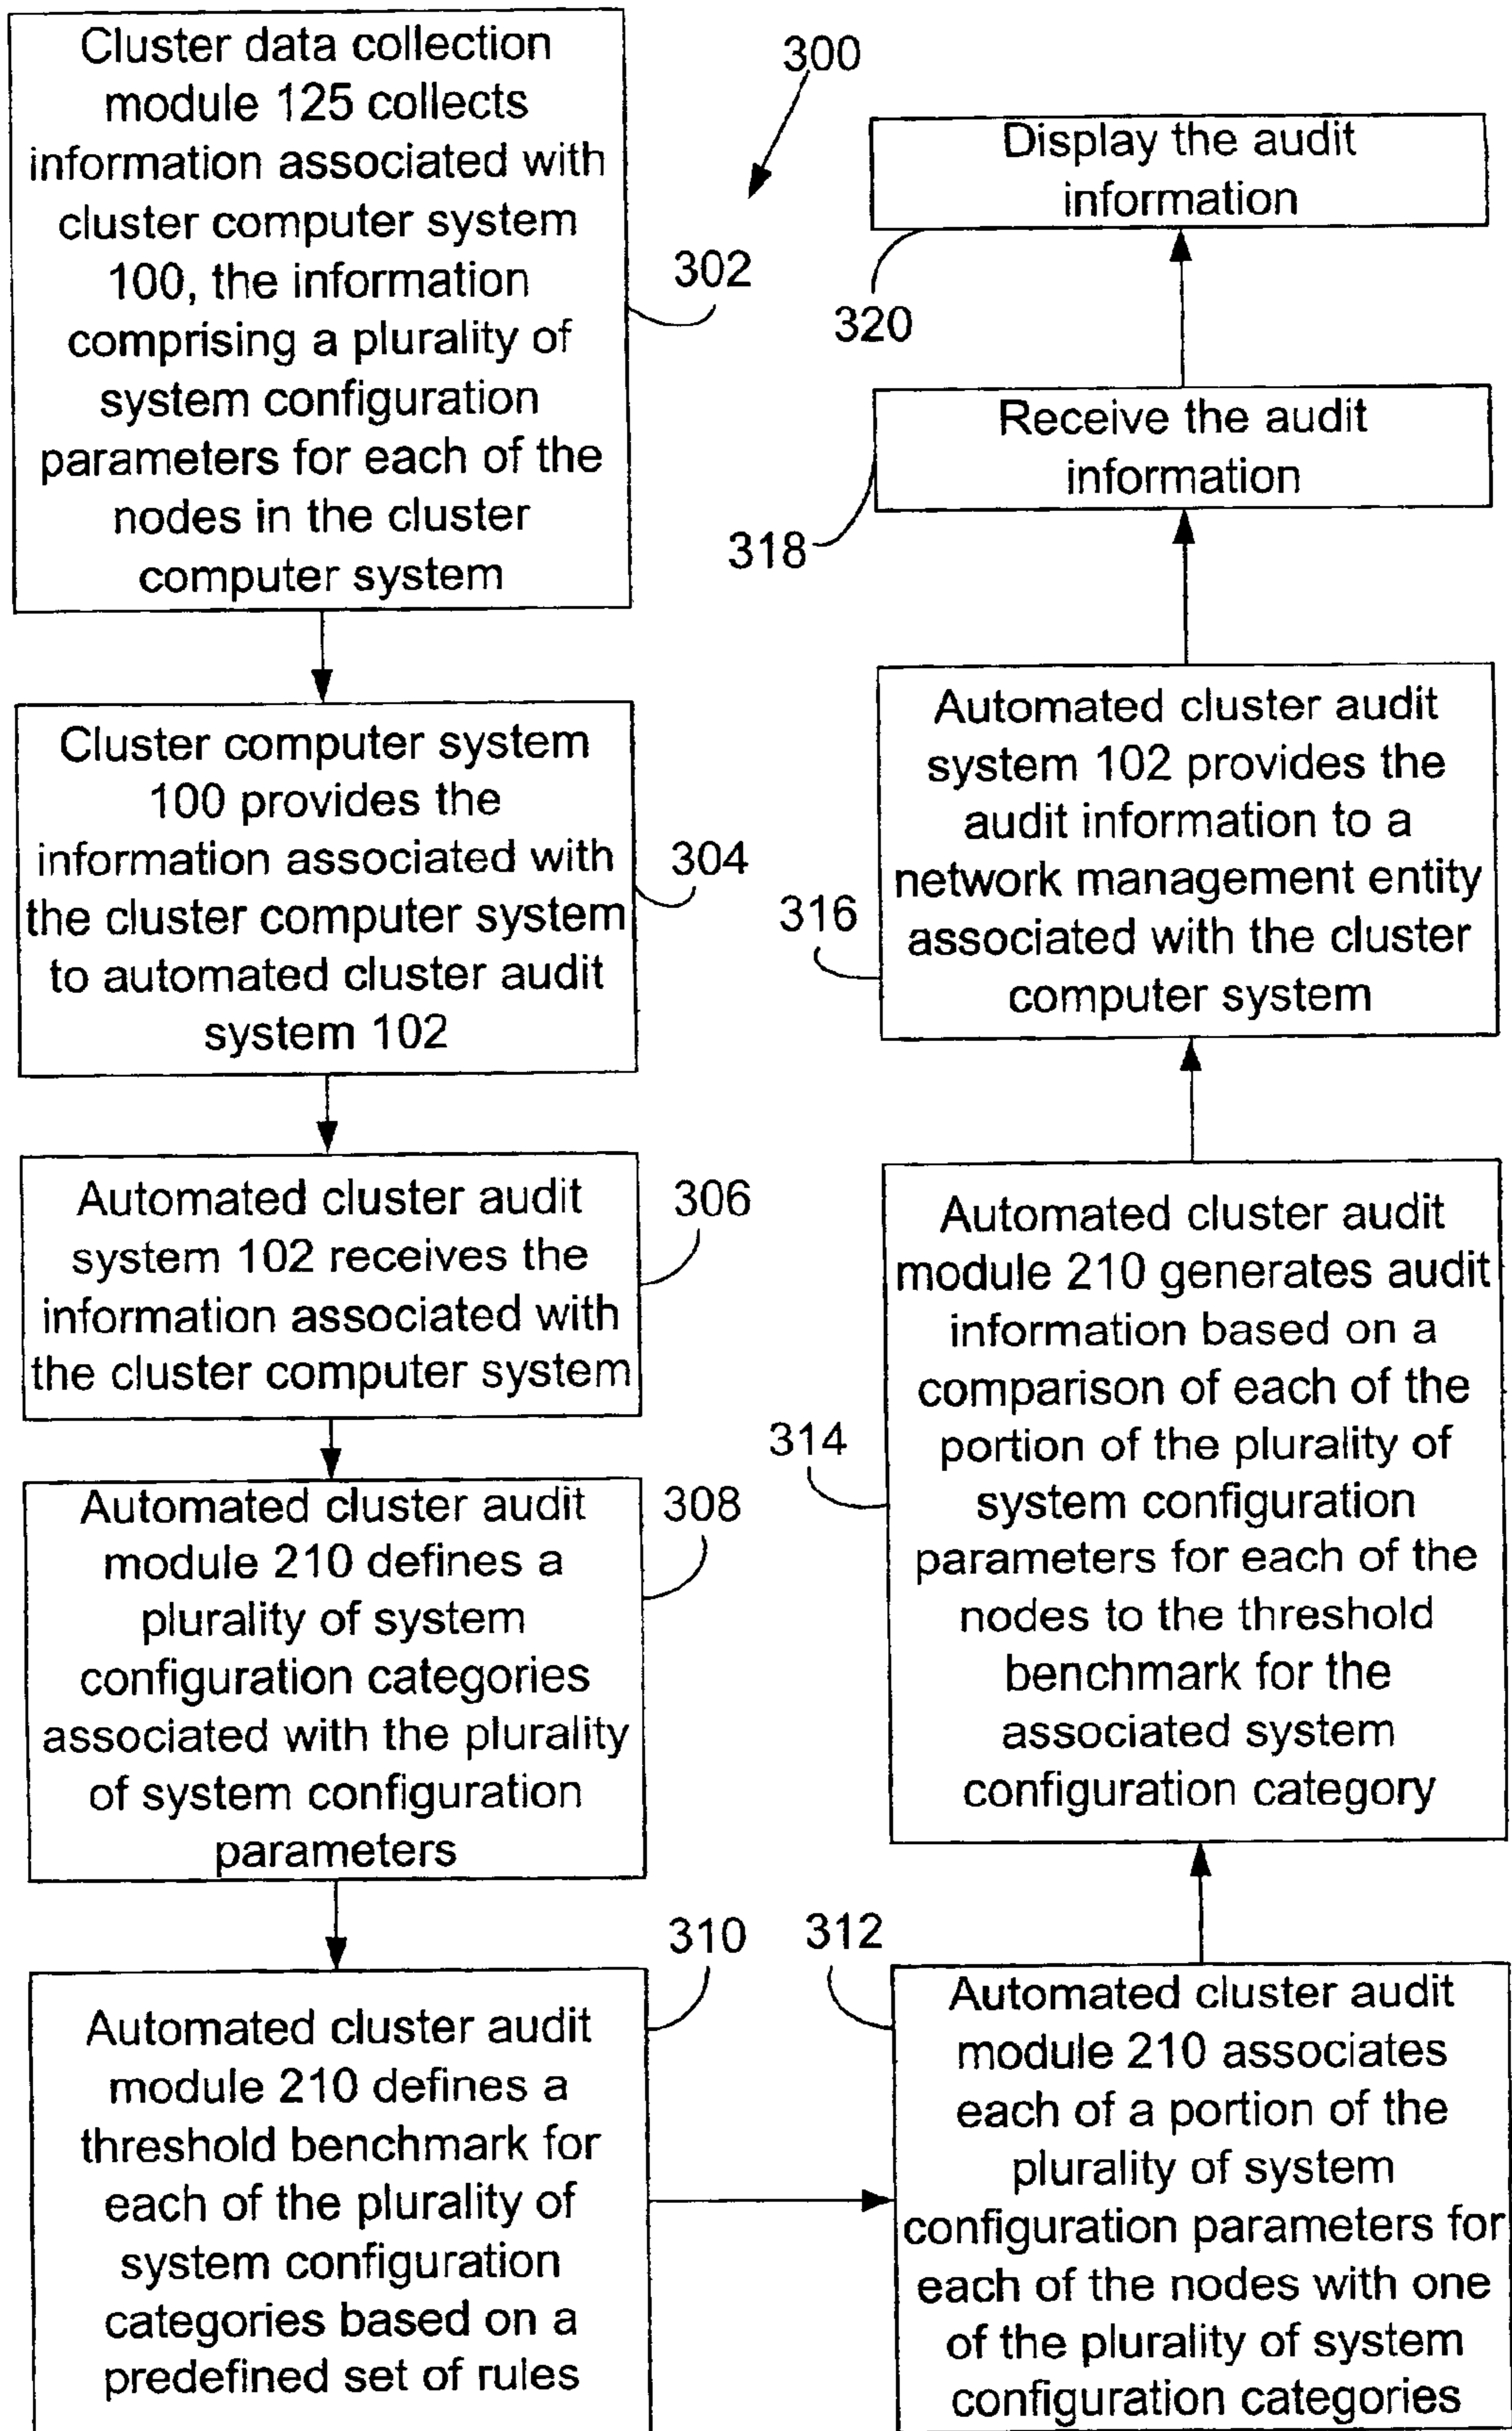 Cluster data collection
module 125 collects
information associated with
cluster computer system
100, the information
comprising a plurality of
system configuration
parameters for each of the
nodes in the cluster
computer system
302
300
Cluster computer system
100 provides the
information associated with
the cluster computer system
to automated cluster audit
system 102
304
Automated cluster audit
system 102 receives the
information associated with
the cluster computer system
306
Automated cluster audit
module 210 defines a
plurality of system
configuration categories
associated with the plurality
of system configuration
parameters
308
Automated cluster audit
module 210 defines a
threshold benchmark for
each of the plurality of
system configuration
categories based on a
predefined set of rules
310
312
Automated cluster audit
module 210 associates
each of a portion of the
plurality of system
configuration parameters for
each of the nodes with one
of the plurality of system
configuration categories
314
Automated cluster audit
module 210 generates audit
information based on a
comparison of each of the
portion of the plurality of
system configuration
parameters for each of the
nodes to the threshold
benchmark for the
associated system
configuration category
316
Automated cluster audit
system 102 provides the
audit information to a
network management entity
associated with the cluster
computer system
318
Receive the audit
information
320
Display the audit
information